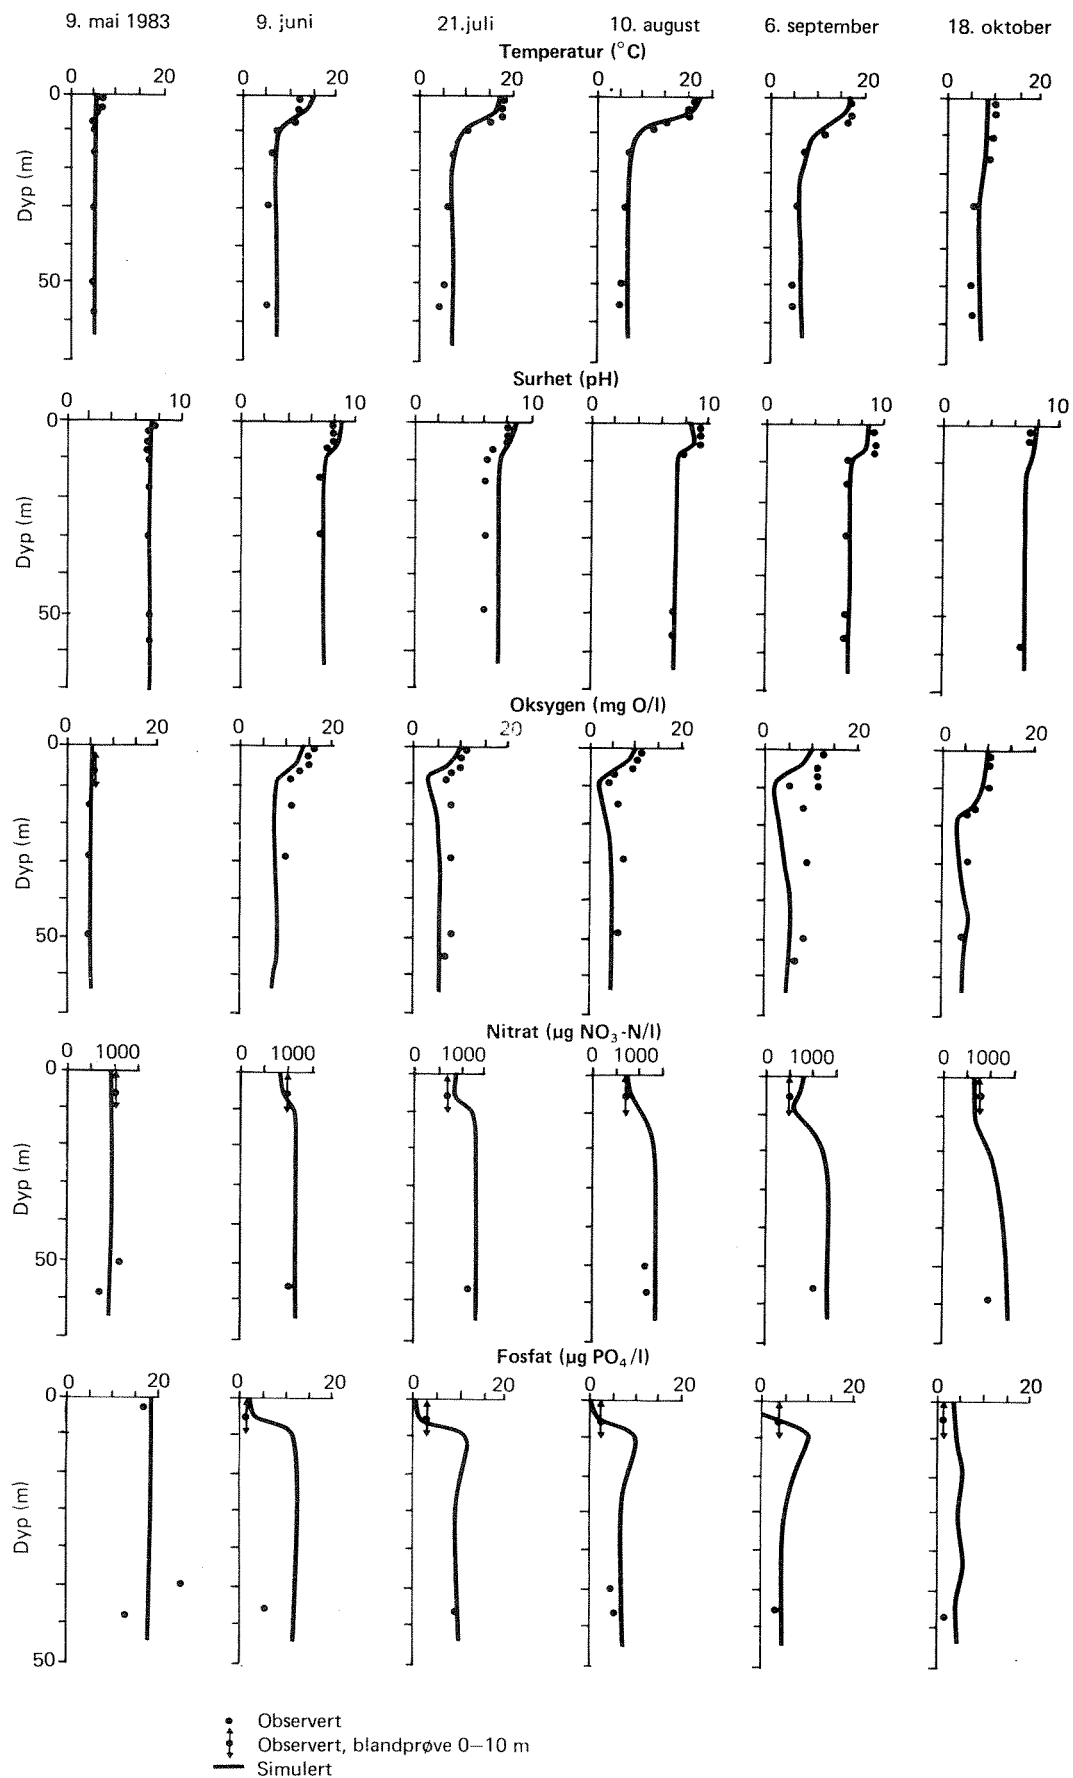 9. mai 1983 9. juni 21.juli 10. august 6. september 18. oktober
Temperatur (°C)
0 20 0 20 0 20 0 20 0 20 0 20
0
Dyp (m)
50
Surhet (pH)
0 10 0 10 0 10 0 10 0 10 0 10
0
Dyp (m)
50
Oksygen (mg O/l)
0 20 0 20 0 20 0 20 0 20 0 20
0
Dyp (m)
50
Nitrat (µg NO₃-N/l)
0 1000 0 1000 0 1000 0 1000 0 1000 0 1000
0
Dyp (m)
50
Fosfat (µg PO₄/l)
0 20 0 20 0 20 0 20 0 20 0 20
0
Dyp (m)
50
Observert
Observert, blandprøve 0–10 m
Simulert